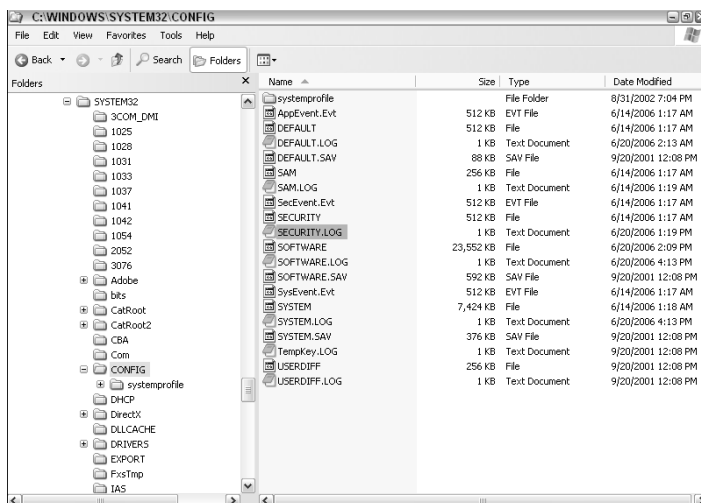 C:\WINDOWS\SYSTEM32\CONFIG
File Edit View Favorites Tools Help
Back Search Folders
Folders
SYSTEM32
3COM_DMI
1025
1028
1031
1033
1037
1041
1042
1054
2052
3076
Adobe
bits
CatRoot
CatRoot2
CBA
Com
CONFIG
systemprofile
DHCP
DirectX
DLLCACHE
DRIVERS
EXPORT
FxsTmp
IAS
Name Size Type Date Modified
systemprofile File Folder 8/31/2002 7:04 PM
AppEvent.Evt 512 KB EVT File 6/14/2006 1:17 AM
DEFAULT 512 KB File 6/14/2006 1:17 AM
DEFAULT.LOG 1 KB Text Document 6/20/2006 2:13 AM
DEFAULT.SAV 88 KB SAV File 9/20/2001 12:08 PM
SAM 256 KB File 6/14/2006 1:17 AM
SAM.LOG 1 KB Text Document 6/14/2006 1:19 AM
SecEvent.Evt 512 KB EVT File 6/14/2006 1:17 AM
SECURITY 512 KB File 6/14/2006 1:17 AM
SECURITY.LOG 1 KB Text Document 6/20/2006 1:19 PM
SOFTWARE 23,552 KB File 6/20/2006 2:09 PM
SOFTWARE.LOG 1 KB Text Document 6/20/2006 4:13 PM
SOFTWARE.SAV 592 KB SAV File 9/20/2001 12:08 PM
SysEvent.Evt 512 KB EVT File 6/14/2006 1:17 AM
SYSTEM 7,424 KB File 6/14/2006 1:18 AM
SYSTEM.LOG 1 KB Text Document 6/20/2006 4:13 PM
SYSTEM.SAV 376 KB SAV File 9/20/2001 12:08 PM
TempKey.LOG 1 KB Text Document 9/20/2001 12:08 PM
USERDIFF 256 KB File 9/20/2001 12:08 PM
USERDIFF.LOG 1 KB Text Document 9/20/2001 12:08 PM